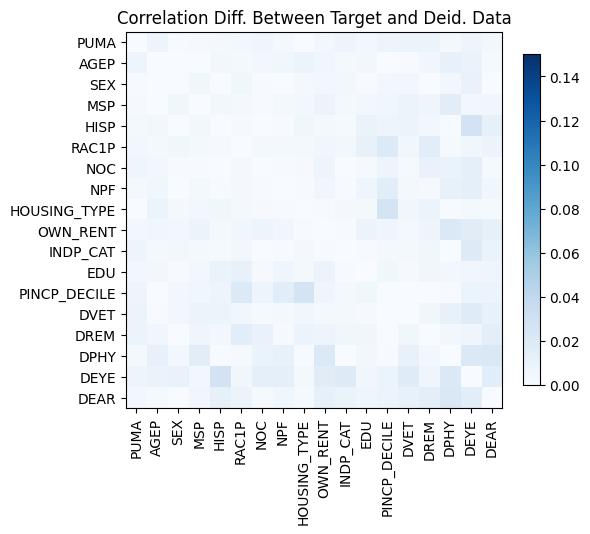 Correlation Diff. Between Target and Deid. Data
PUMA
AGEP
SEX
MSP
HISP
RAC1P
NOC
NPF
HOUSING_TYPE
OWN_RENT
INDP_CAT
EDU
PINCP_DECILE
DVET
DREM
DPHY
DEYE
DEAR
PUMA
AGEP
SEX
MSP
HISP
RAC1P
NOC
NPF
HOUSING_TYPE
OWN_RENT
INDP_CAT
EDU
PINCP_DECILE
DVET
DREM
DPHY
DEYE
DEAR
0.14
0.12
0.10
0.08
0.06
0.04
0.02
0.00